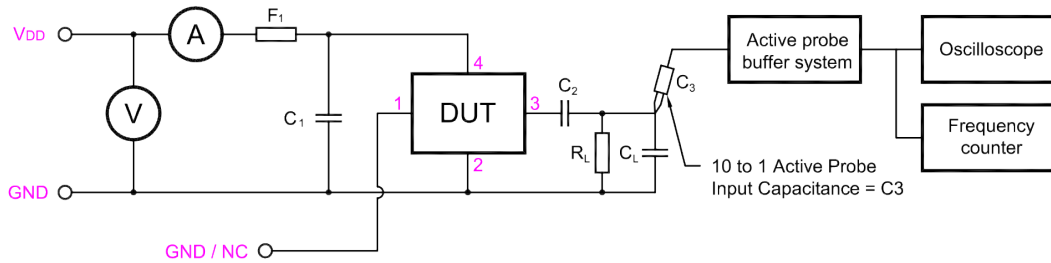 VDD
A
F1
V
C1
4
1
DUT
3
2
C2
RL
CL
C3
Active probe
buffer system
Oscilloscope
Frequency
counter
10 to 1 Active Probe
Input Capacitance = C3
GND
GND / NC